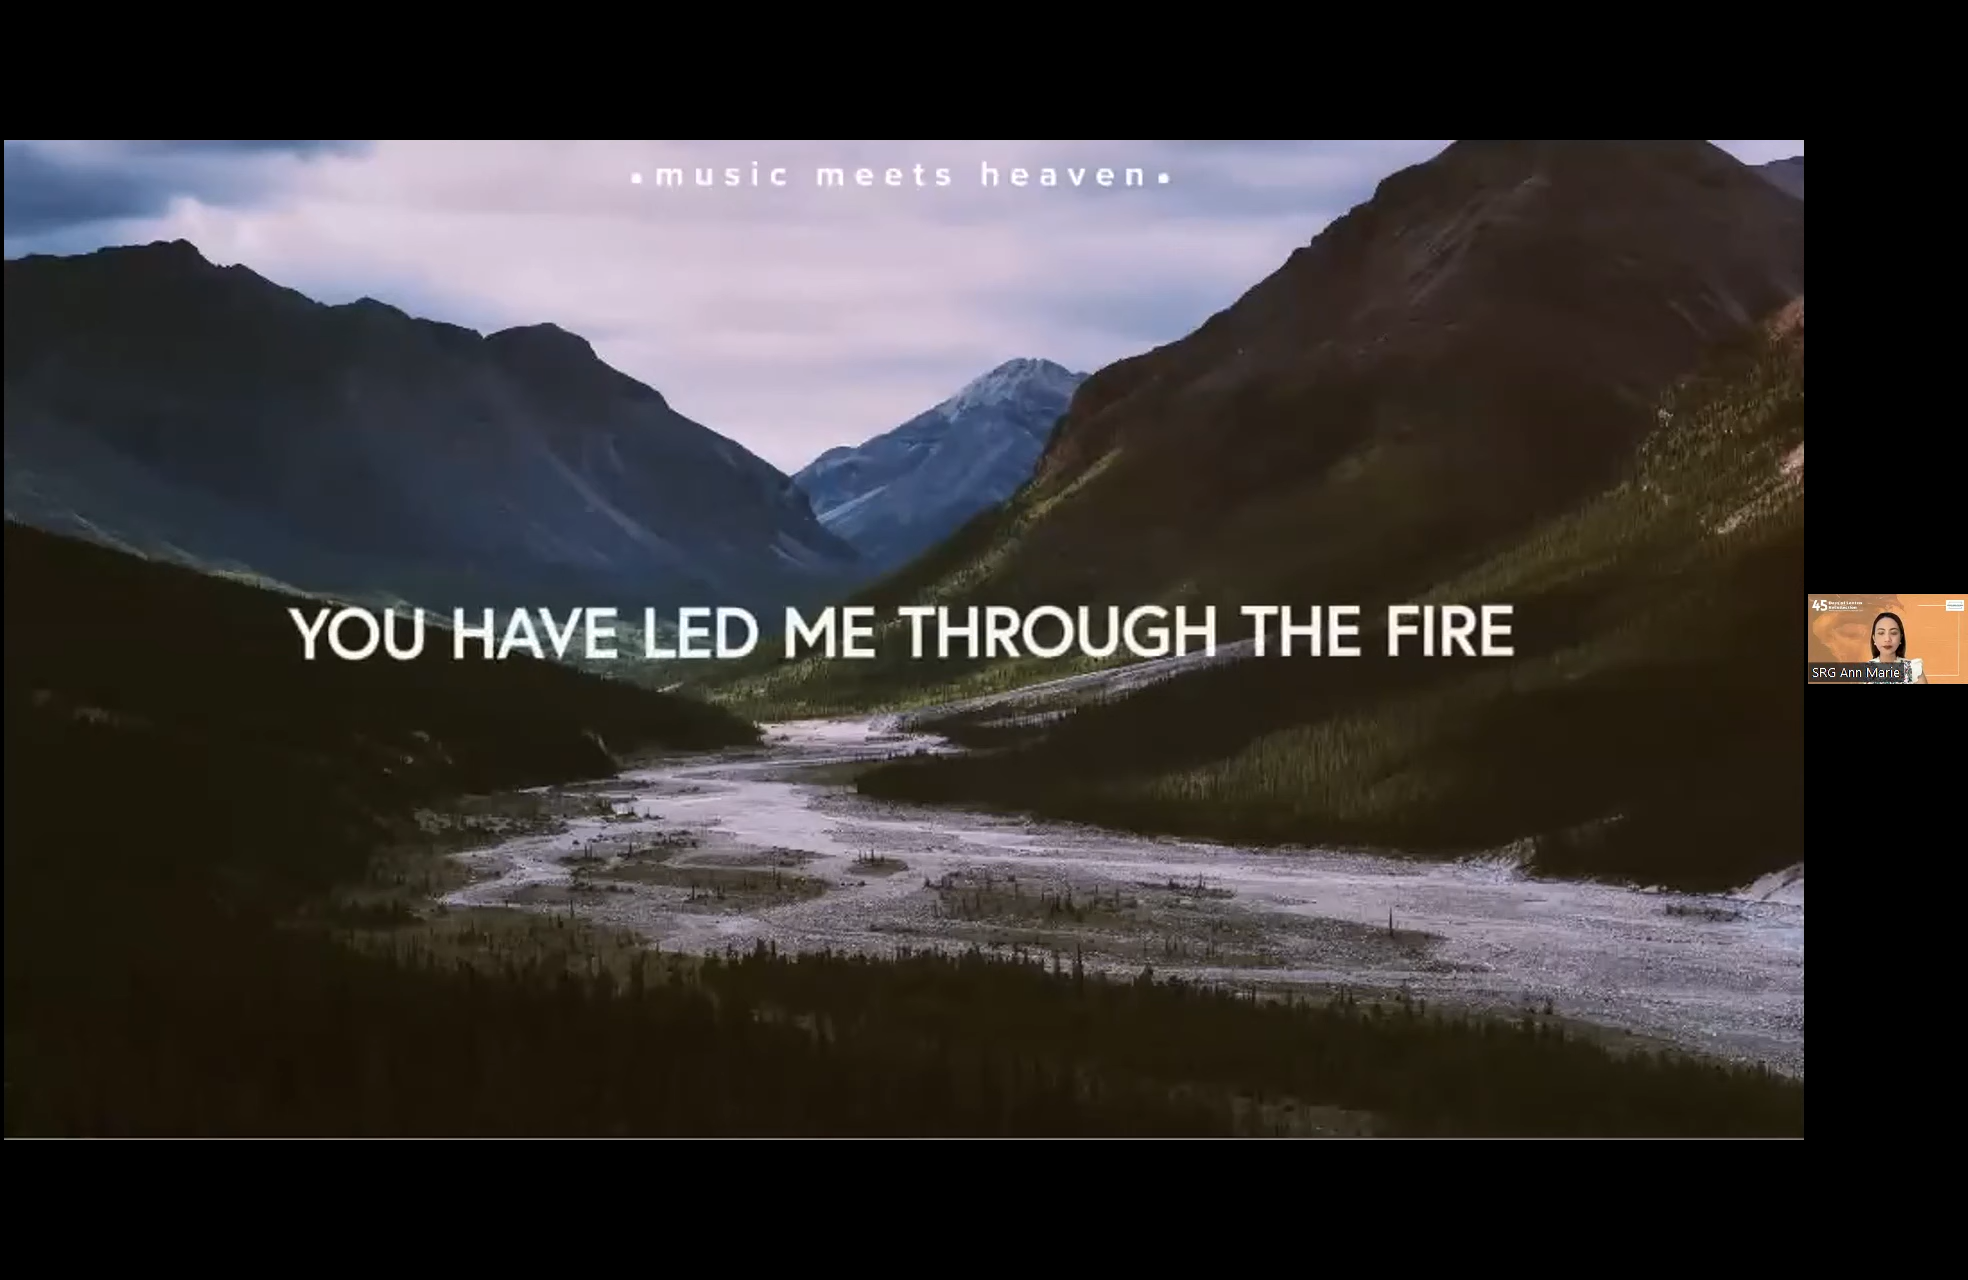 •music meets heaven•
YOU HAVE LED ME THROUGH THE FIRE
45
SRG Ann Marie